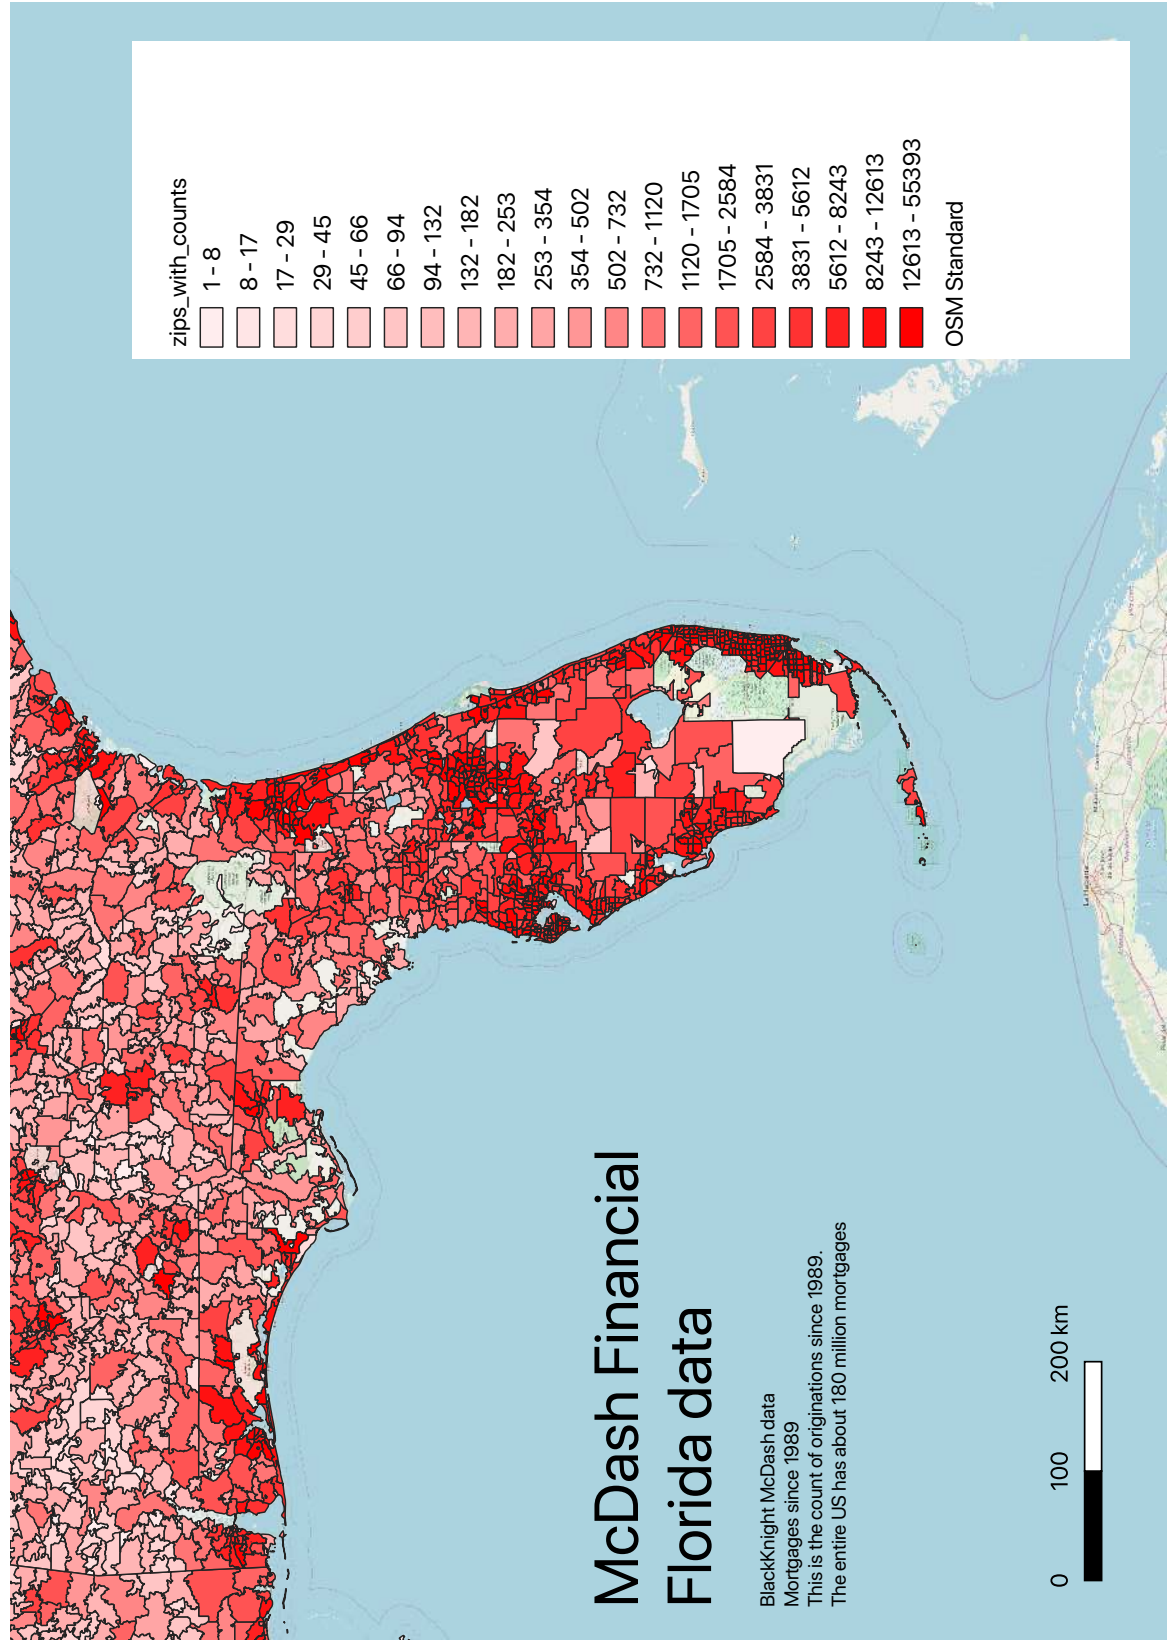 McDash Financial
Florida data
BlackKnight McDash data
Mortgages since 1989
This is the count of originations since 1989.
The entire US has about 180 million mortgages
0 100 200 km
zips_with_counts
1 - 8
8 - 17
17 - 29
29 - 45
45 - 66
66 - 94
94 - 132
132 - 182
182 - 253
253 - 354
354 - 502
502 - 732
732 - 1120
1120 - 1705
1705 - 2584
2584 - 3831
3831 - 5612
5612 - 8243
8243 - 12613
12613 - 55393
OSM Standard